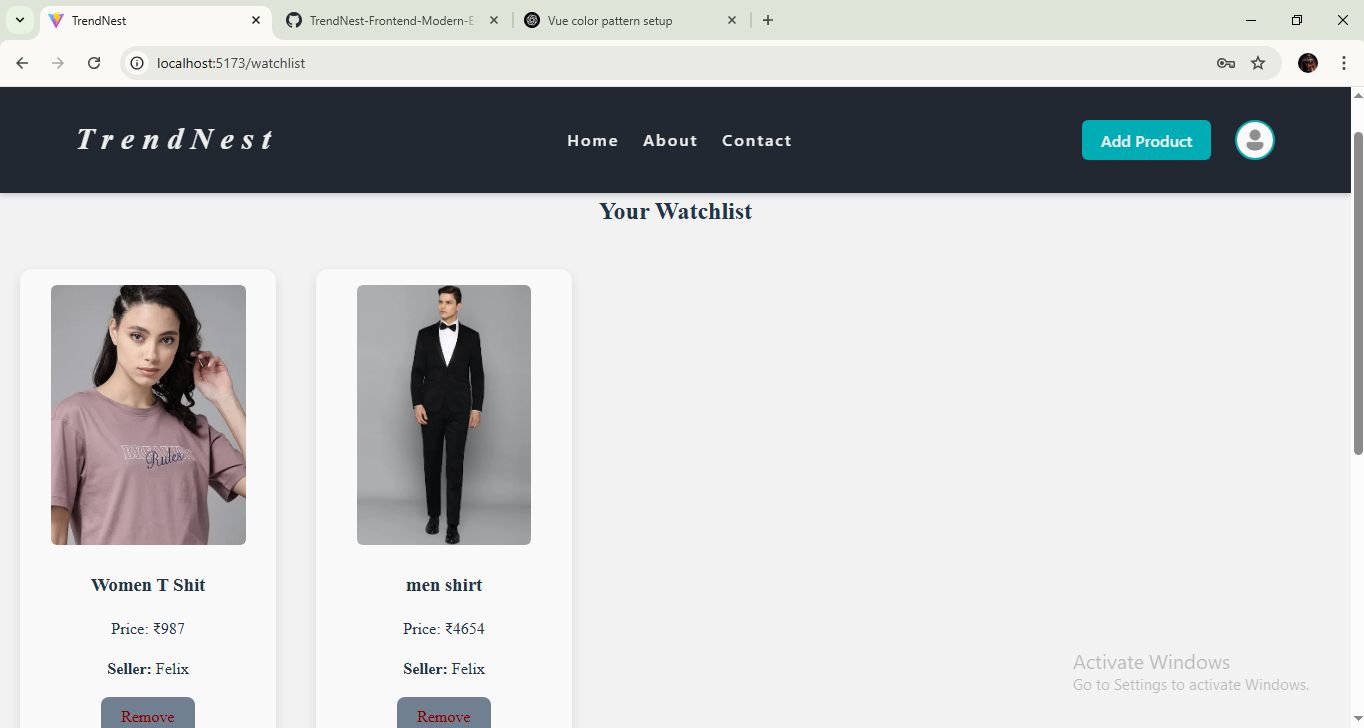 TrendNest
TrendNest-Frontend-Modern-E
Vue color pattern setup
localhost:5173/watchlist
TrendNest
Home
About
Contact
Add Product
Your Watchlist
Rules
Women T Shit
Price: ₹987
Seller: Felix
Remove
men shirt
Price: ₹4654
Seller: Felix
Remove
Activate Windows
Go to Settings to activate Windows.